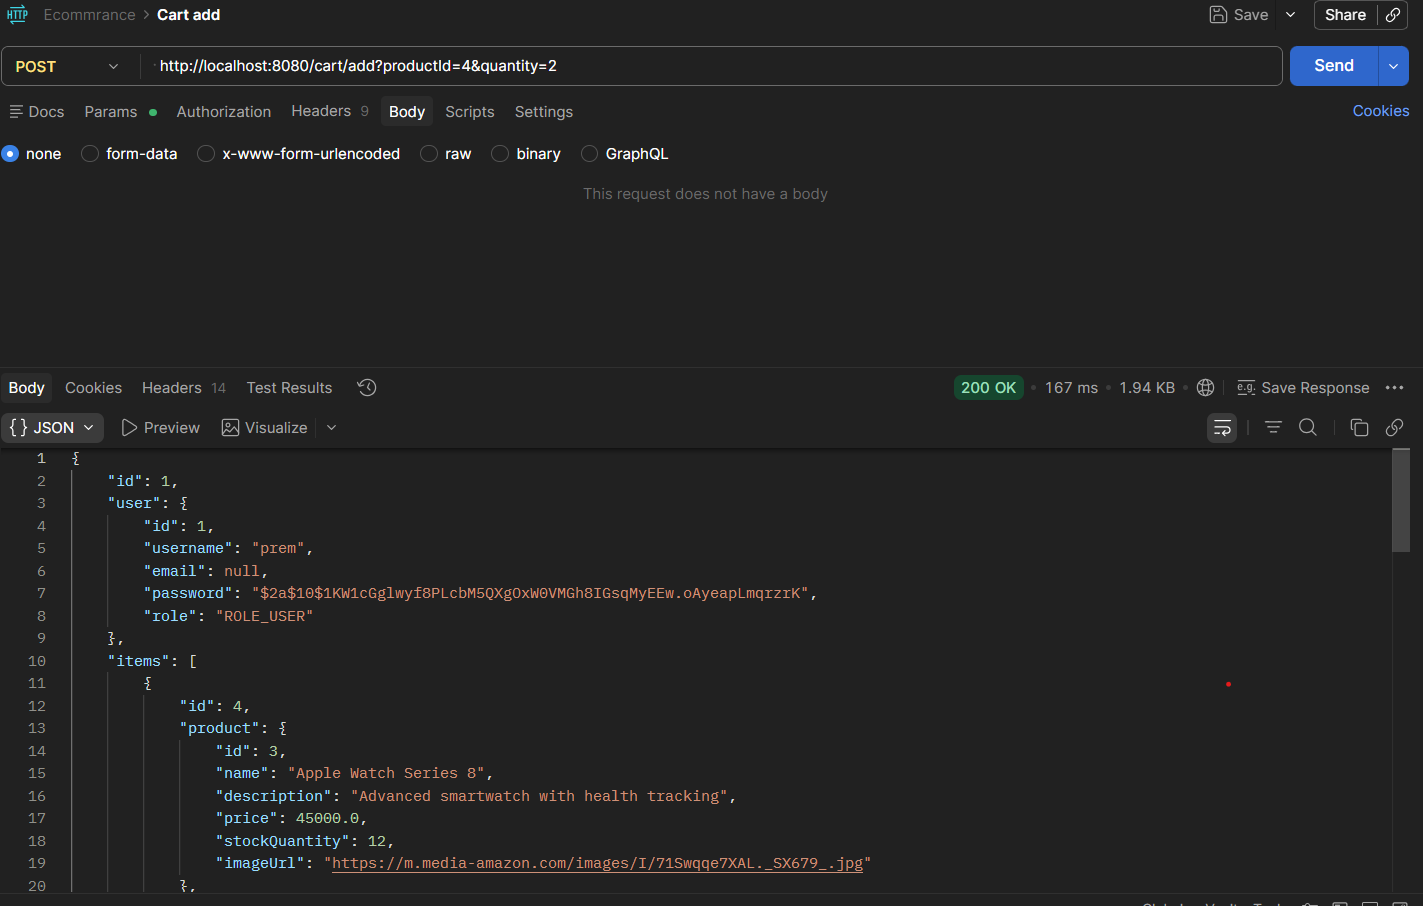 HTTP Ecommrance > Cart add Save Share
POST http://localhost:8080/cart/add?productId=4&quantity=2 Send
Docs Params Authorization Headers 9 Body Scripts Settings Cookies
none form-data x-www-form-urlencoded raw binary GraphQL
This request does not have a body
Body Cookies Headers 14 Test Results 200 OK • 167 ms • 1.94 KB • e.g. Save Response
{} JSON Preview Visualize
1 {
2 "id": 1,
3 "user": {
4 "id": 1,
5 "username": "prem",
6 "email": null,
7 "password": "$2a$10$1KW1cGglwyf8PLcbM5QXgOxW0VMGh8IGsqMyEEw.oAyeapLmqrzrK",
8 "role": "ROLE_USER"
9 },
10 "items": [
11 {
12 "id": 4,
13 "product": {
14 "id": 3,
15 "name": "Apple Watch Series 8",
16 "description": "Advanced smartwatch with health tracking",
17 "price": 45000.0,
18 "stockQuantity": 12,
19 "imageUrl": "https://m.media-amazon.com/images/I/71Swqqe7XAL._SX679_.jpg"
20 },